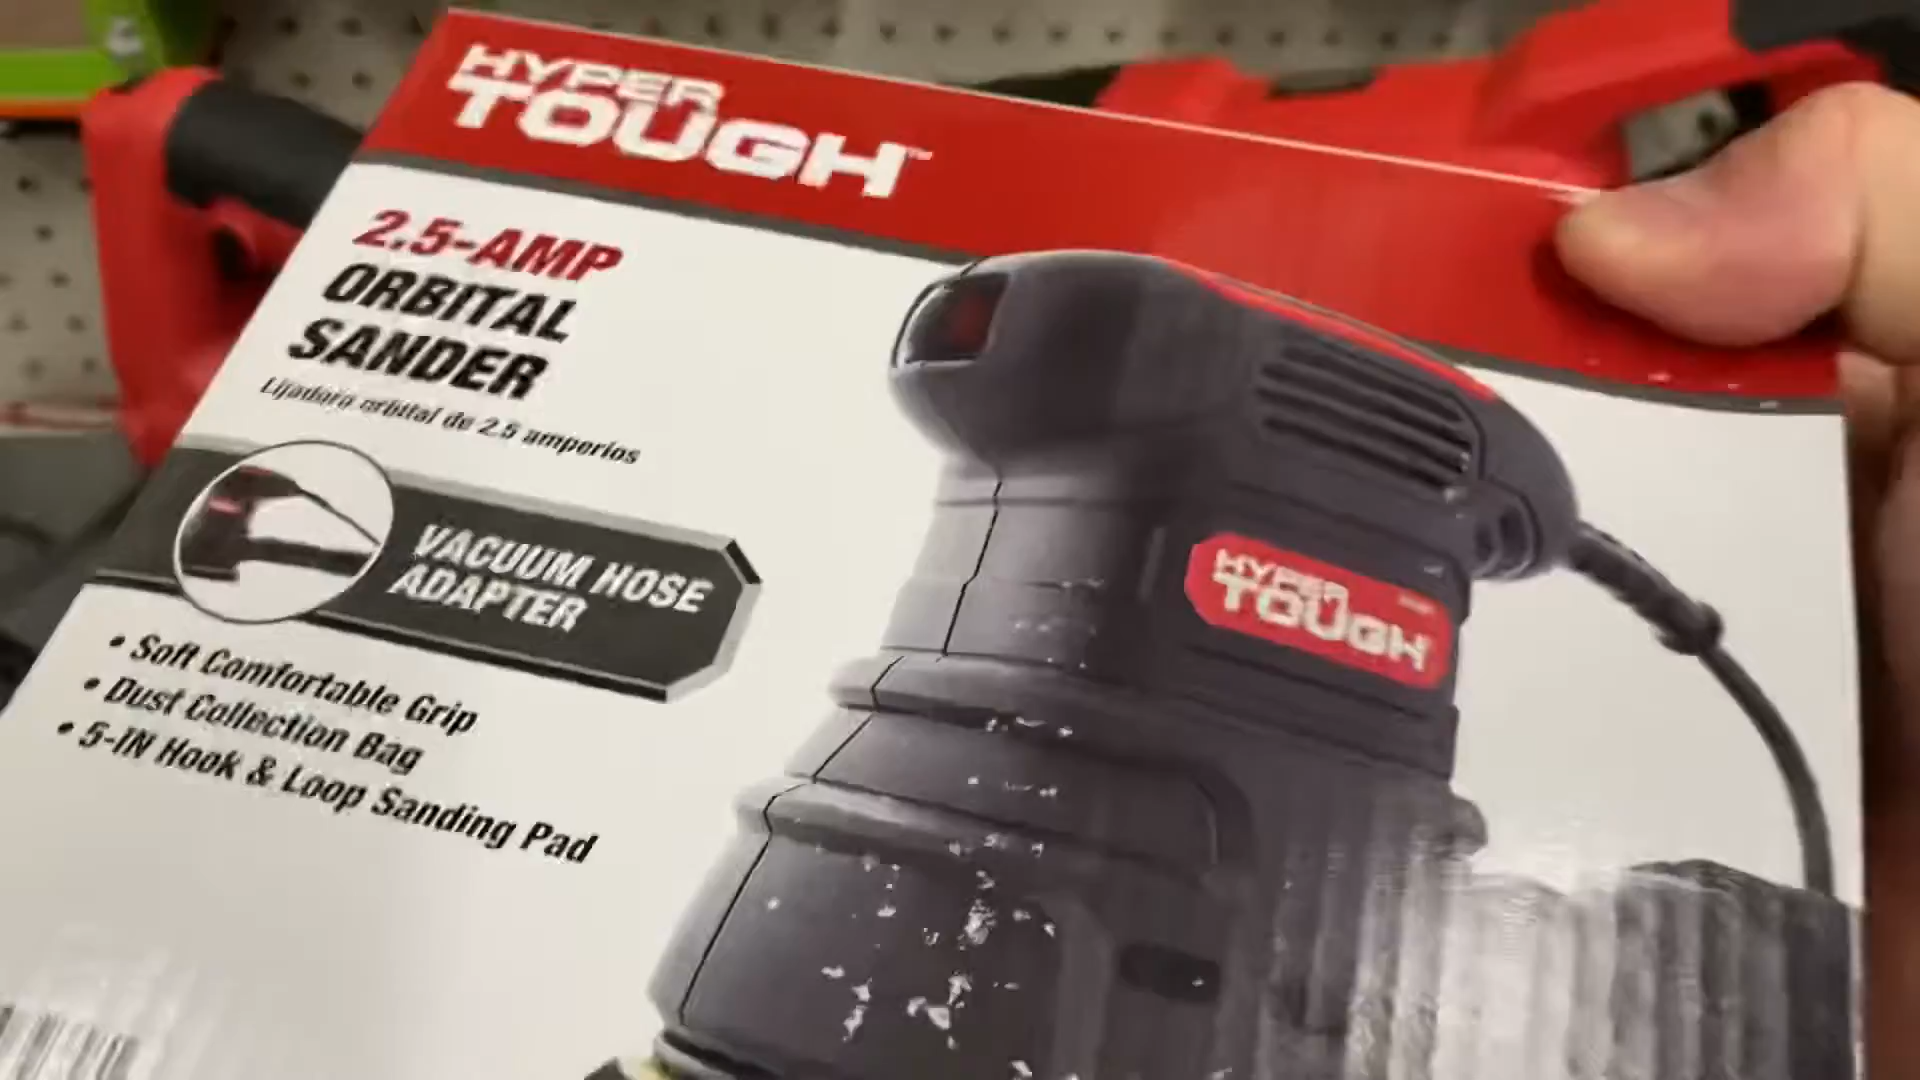 HYPER
TOUGH™
2.5-AMP
ORBITAL
SANDER
Lijadora orbital de 2.5 amperios
VACUUM HOSE
ADAPTER
• Soft Comfortable Grip
• Dust Collection Bag
• 5-IN Hook & Loop Sanding Pad
HYPER
TOUGH